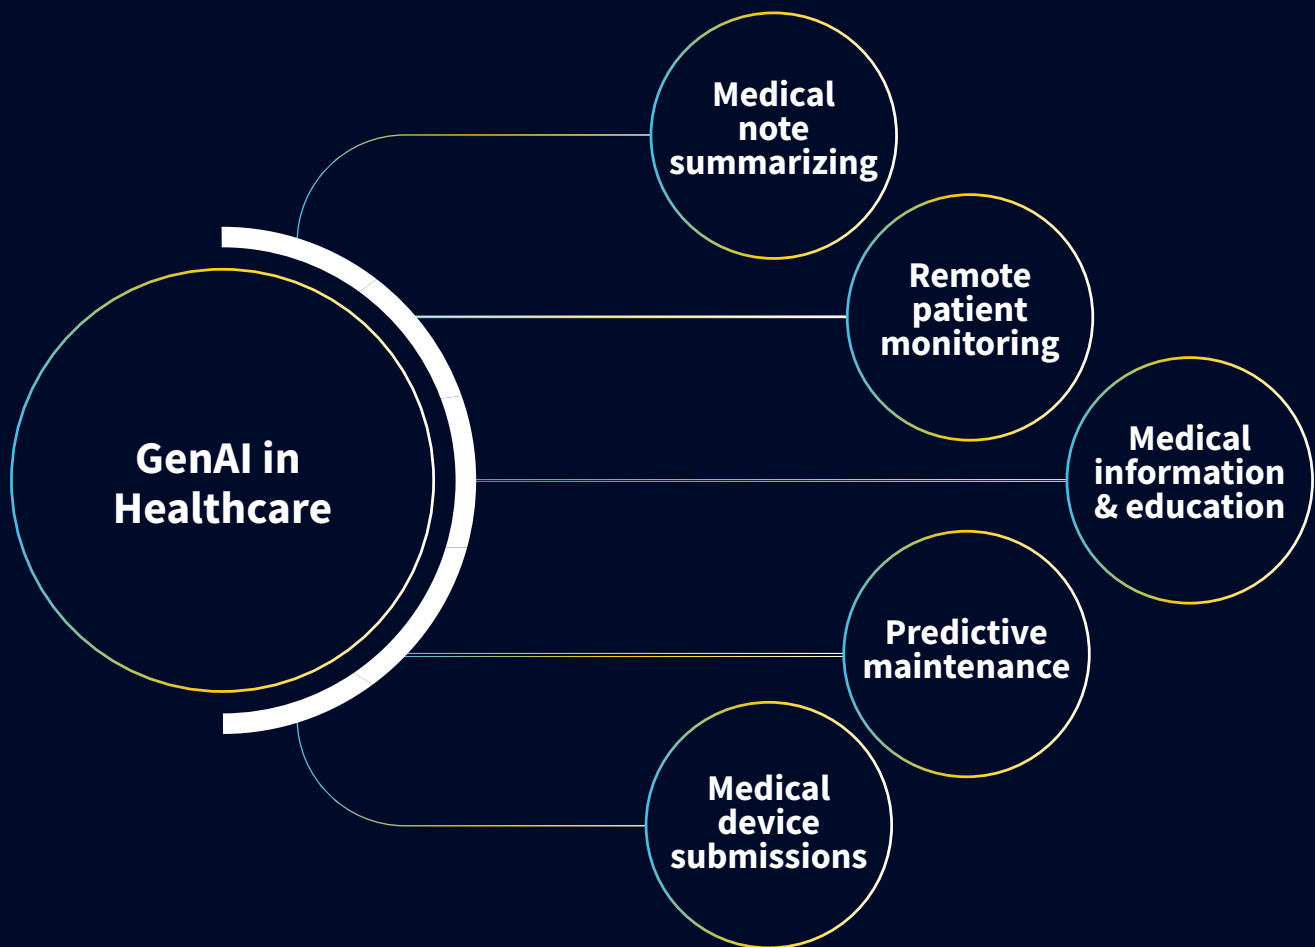 Medical
note
summarizing
Remote
patient
monitoring
GenAI in
Healthcare
Medical
information
& education
Predictive
maintenance
Medical
device
submissions